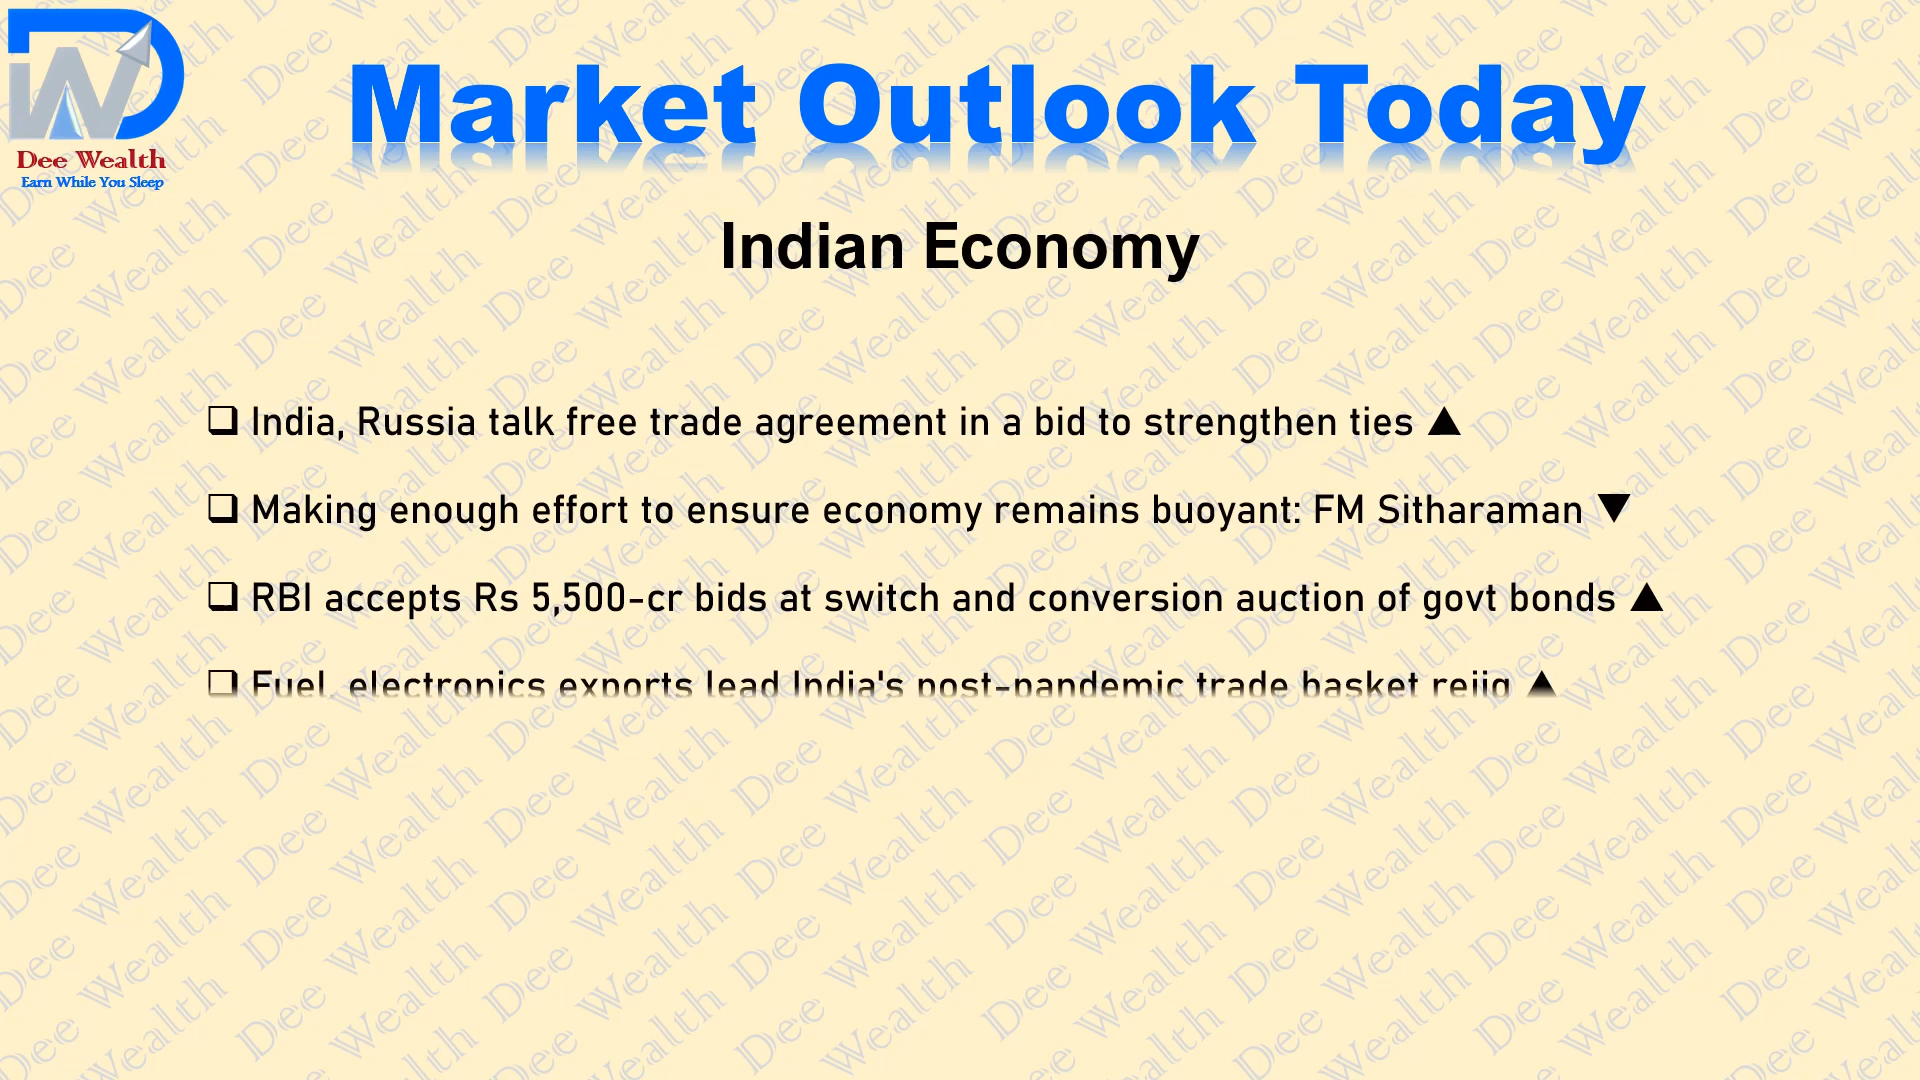 Dee Wealth
Earn While You Sleep
Market Outlook Today
Indian Economy
❑ India, Russia talk free trade agreement in a bid to strengthen ties ▲
❑ Making enough effort to ensure economy remains buoyant: FM Sitharaman ▼
❑ RBI accepts Rs 5,500-cr bids at switch and conversion auction of govt bonds ▲
❑ Fuel, electronics exports lead India's post-pandemic trade basket rejig ▲